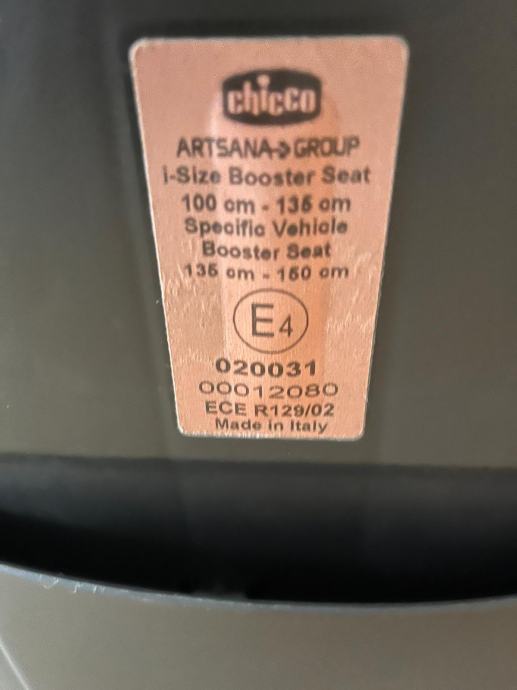 chicco
ARTSANA GROUP
i-Size Booster Seat
100 cm - 135 cm
Specific Vehicle
Booster Seat
135 cm - 150 cm
E4
020031
00012080
ECE R129/02
Made in Italy